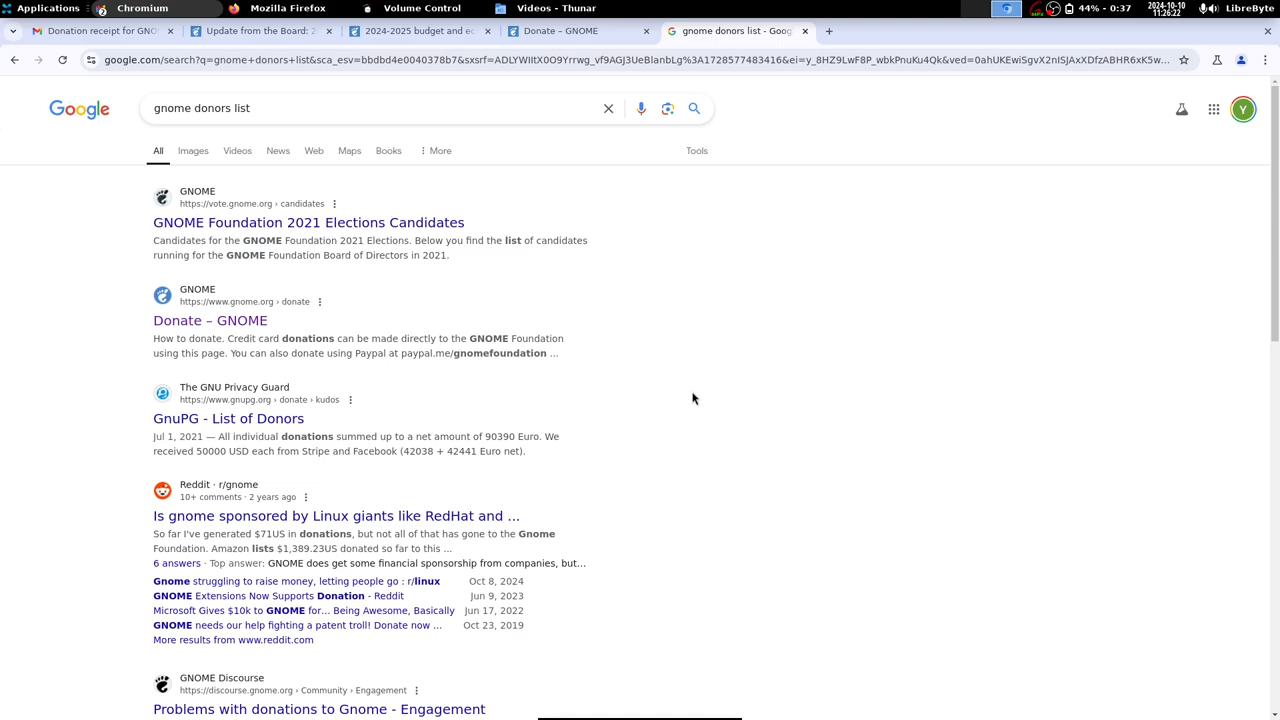 Applications
Chromium
Mozilla Firefox
Volume Control
Videos - Thunar
44% - 0:37
2024-10-10
11:26:22
LibreByte
Donation receipt for GNO
Update from the Board: 2
2024-2025 budget and ec
Donate – GNOME
gnome donors list - Goog
google.com/search?q=gnome+donors+list&sca_esv=bbdbd4e0040378b7&sxsrf=ADLYWIItX0O9Yrrwg_vf9AGJ3UeBlanbLg%3A1728577483416&ei=y_8HZ9LwF8P_wbkPnuKu4Qk&ved=0ahUKEwiSgvX2nISJAxXDfzABHR6xK5w...
Google
gnome donors list
Y
All
Images
Videos
News
Web
Maps
Books
More
Tools
GNOME
https://vote.gnome.org › candidates
GNOME Foundation 2021 Elections Candidates
Candidates for the GNOME Foundation 2021 Elections. Below you find the list of candidates
running for the GNOME Foundation Board of Directors in 2021.
GNOME
https://www.gnome.org › donate
Donate – GNOME
How to donate. Credit card donations can be made directly to the GNOME Foundation
using this page. You can also donate using Paypal at paypal.me/gnomefoundation ...
The GNU Privacy Guard
https://www.gnupg.org › donate › kudos
GnuPG - List of Donors
Jul 1, 2021 — All individual donations summed up to a net amount of 90390 Euro. We
received 50000 USD each from Stripe and Facebook (42038 + 42441 Euro net).
Reddit · r/gnome
10+ comments · 2 years ago
Is gnome sponsored by Linux giants like RedHat and ...
So far I've generated $71US in donations, but not all of that has gone to the Gnome
Foundation. Amazon lists $1,389.23US donated so far to this ...
6 answers · Top answer: GNOME does get some financial sponsorship from companies, but...
Gnome struggling to raise money, letting people go : r/linux Oct 8, 2024
GNOME Extensions Now Supports Donation - Reddit Jun 9, 2023
Microsoft Gives $10k to GNOME for... Being Awesome, Basically Jun 17, 2022
GNOME needs our help fighting a patent troll! Donate now ... Oct 23, 2019
More results from www.reddit.com
GNOME Discourse
https://discourse.gnome.org › Community › Engagement
Problems with donations to Gnome - Engagement